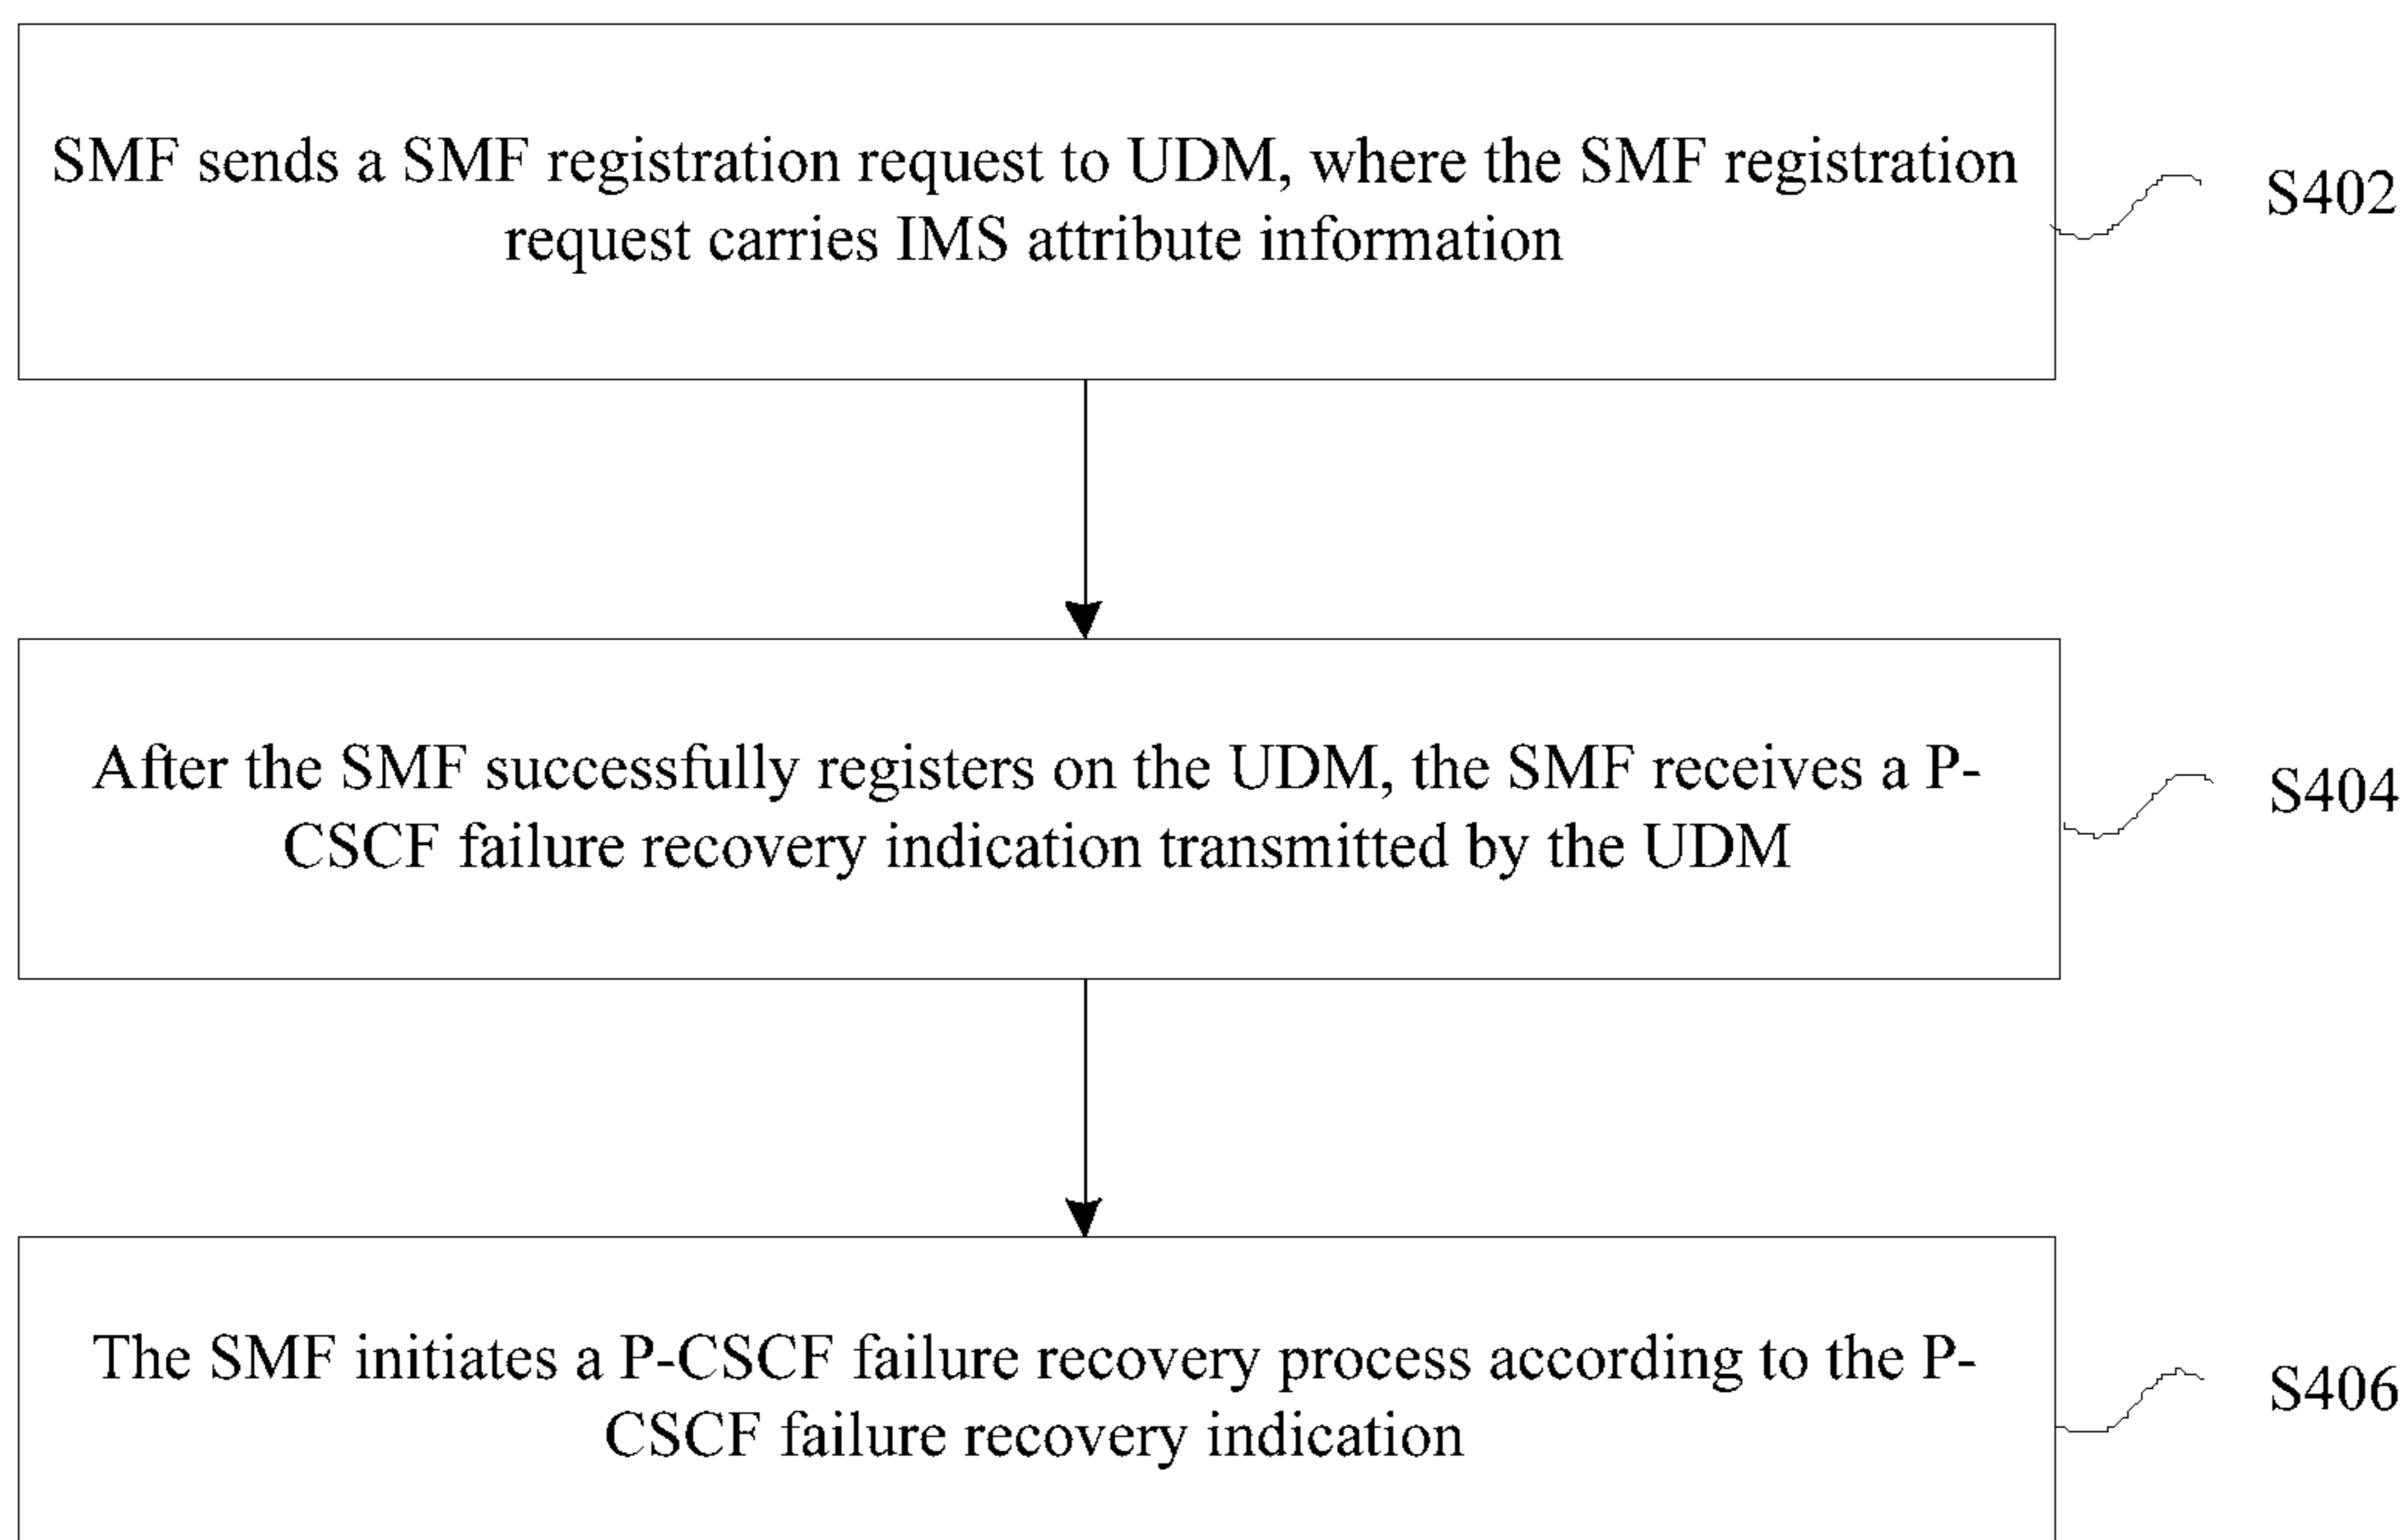 SMF sends a SMF registration request to UDM, where the SMF registration
request carries IMS attribute information
S402
After the SMF successfully registers on the UDM, the SMF receives a P-
CSCF failure recovery indication transmitted by the UDM
S404
The SMF initiates a P-CSCF failure recovery process according to the P-
CSCF failure recovery indication
S406